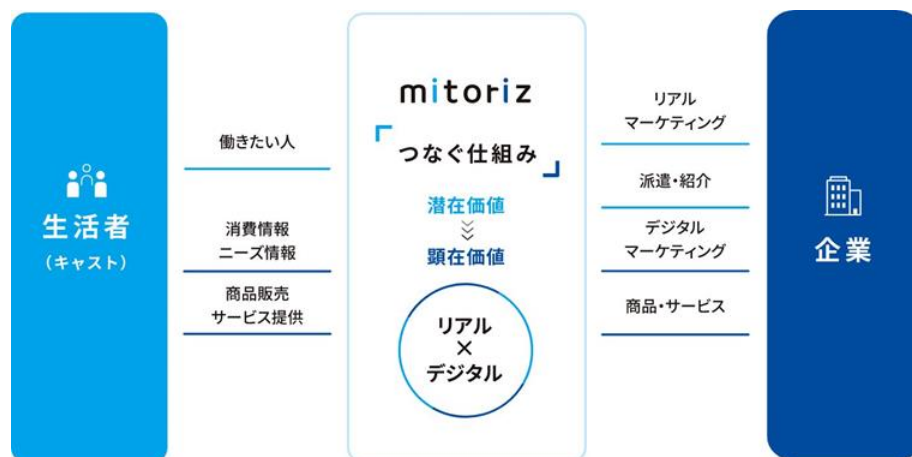 生活者
(キャスト)
働きたい人
消費情報
ニーズ情報
商品販売
サービス提供
mitoriz
つなぐ仕組み
潜在価値
顕在価値
リアル
×
デジタル
リアル
マーケティング
派遣・紹介
デジタル
マーケティング
商品・サービス
企業